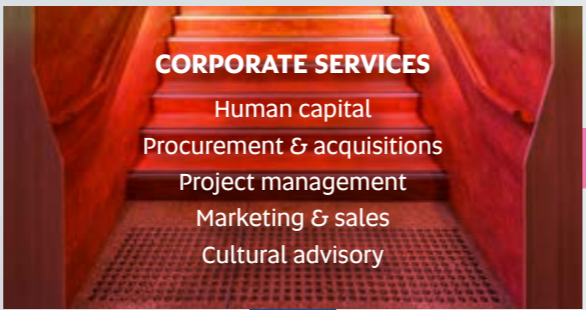 CORPORATE SERVICES
Human capital
Procurement & acquisitions
Project management
Marketing & sales
Cultural advisory